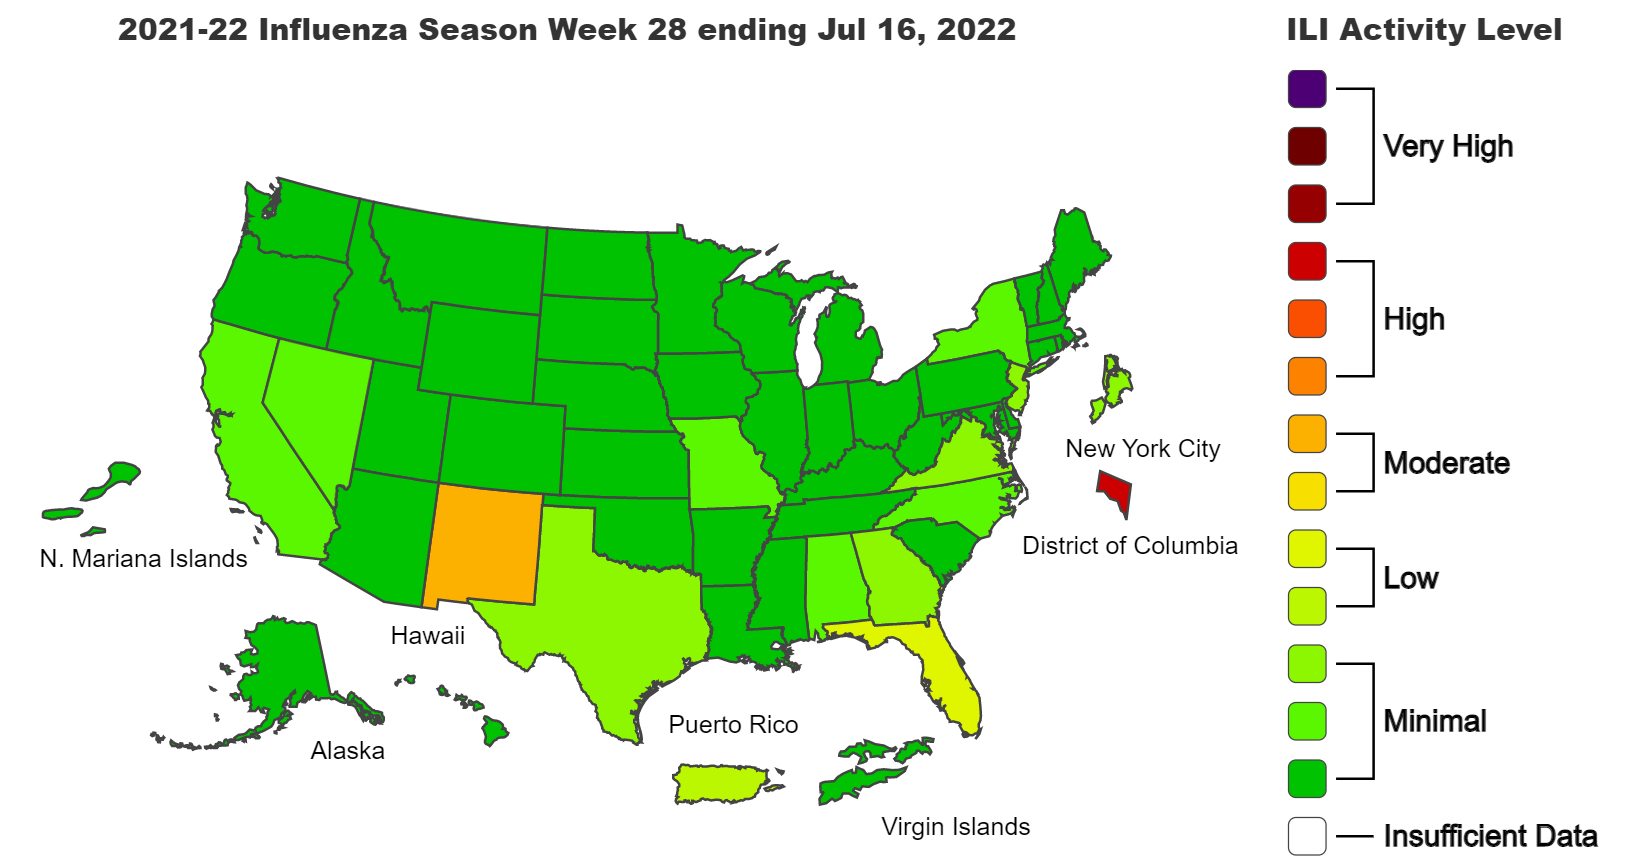 2021-22 Influenza Season Week 28 ending Jul 16, 2022
ILI Activity Level
Very High
High
Moderate
Low
Minimal
Insufficient Data
New York City
District of Columbia
N. Mariana Islands
Hawaii
Alaska
Puerto Rico
Virgin Islands